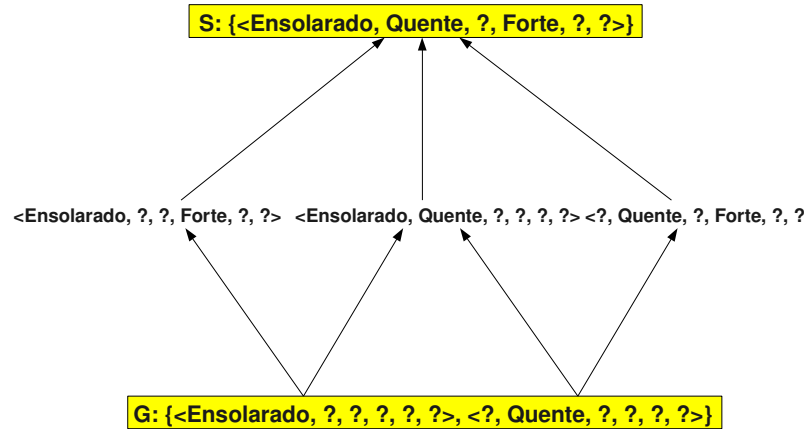 S: {<Ensolarado, Quente, ?, Forte, ?, ?>}
<Ensolarado, ?, ?, Forte, ?, ?> <Ensolarado, Quente, ?, ?, ?, ?> <?, Quente, ?, Forte, ?, ?
G: {<Ensolarado, ?, ?, ?, ?, ?>, <?, Quente, ?, ?, ?, ?>}